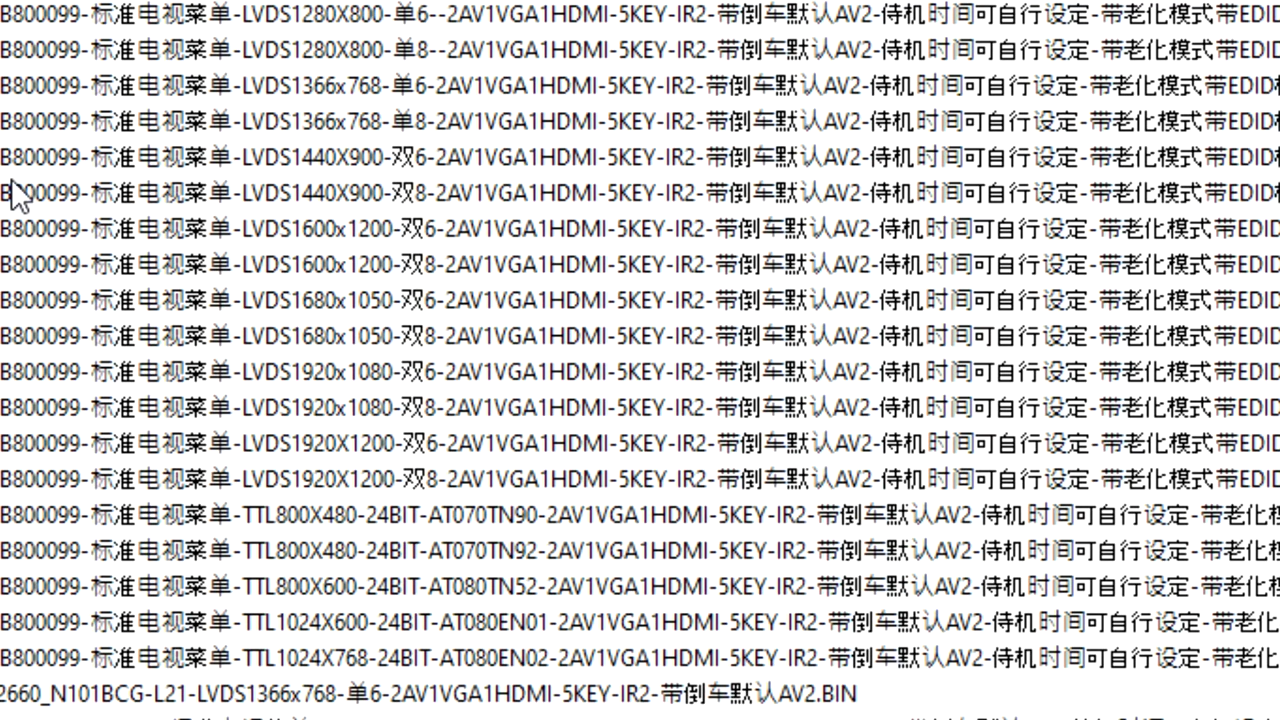 B800099-标准电视菜单-LVDS1280X800-单6--2AV1VGA1HDMI-5KEY-IR2-带倒车默认AV2-侍机时间可自行设定-带老化模式带EDID
B800099-标准电视菜单-LVDS1280X800-单8--2AV1VGA1HDMI-5KEY-IR2-带倒车默认AV2-侍机时间可自行设定-带老化模式带EDID
B800099-标准电视菜单-LVDS1366x768-单6-2AV1VGA1HDMI-5KEY-IR2-带倒车默认AV2-侍机时间可自行设定-带老化模式带EDID
B800099-标准电视菜单-LVDS1366x768-单8-2AV1VGA1HDMI-5KEY-IR2-带倒车默认AV2-侍机时间可自行设定-带老化模式带EDID
B800099-标准电视菜单-LVDS1440X900-双6-2AV1VGA1HDMI-5KEY-IR2-带倒车默认AV2-侍机时间可自行设定-带老化模式带EDID
B800099-标准电视菜单-LVDS1440X900-双8-2AV1VGA1HDMI-5KEY-IR2-带倒车默认AV2-侍机时间可自行设定-带老化模式带EDID
B800099-标准电视菜单-LVDS1600x1200-双6-2AV1VGA1HDMI-5KEY-IR2-带倒车默认AV2-侍机时间可自行设定-带老化模式带EDID
B800099-标准电视菜单-LVDS1600x1200-双8-2AV1VGA1HDMI-5KEY-IR2-带倒车默认AV2-侍机时间可自行设定-带老化模式带EDID
B800099-标准电视菜单-LVDS1680x1050-双6-2AV1VGA1HDMI-5KEY-IR2-带倒车默认AV2-侍机时间可自行设定-带老化模式带EDID
B800099-标准电视菜单-LVDS1680x1050-双8-2AV1VGA1HDMI-5KEY-IR2-带倒车默认AV2-侍机时间可自行设定-带老化模式带EDID
B800099-标准电视菜单-LVDS1920x1080-双6-2AV1VGA1HDMI-5KEY-IR2-带倒车默认AV2-侍机时间可自行设定-带老化模式带EDID
B800099-标准电视菜单-LVDS1920x1080-双8-2AV1VGA1HDMI-5KEY-IR2-带倒车默认AV2-侍机时间可自行设定-带老化模式带EDID
B800099-标准电视菜单-LVDS1920X1200-双6-2AV1VGA1HDMI-5KEY-IR2-带倒车默认AV2-侍机时间可自行设定-带老化模式带EDID
B800099-标准电视菜单-LVDS1920X1200-双8-2AV1VGA1HDMI-5KEY-IR2-带倒车默认AV2-侍机时间可自行设定-带老化模式带EDID
B800099-标准电视菜单-TTL800X480-24BIT-AT070TN90-2AV1VGA1HDMI-5KEY-IR2-带倒车默认AV2-侍机时间可自行设定-带老化模
B800099-标准电视菜单-TTL800X480-24BIT-AT070TN92-2AV1VGA1HDMI-5KEY-IR2-带倒车默认AV2-侍机时间可自行设定-带老化模
B800099-标准电视菜单-TTL800X600-24BIT-AT080TN52-2AV1VGA1HDMI-5KEY-IR2-带倒车默认AV2-侍机时间可自行设定-带老化模
B800099-标准电视菜单-TTL1024X600-24BIT-AT080EN01-2AV1VGA1HDMI-5KEY-IR2-带倒车默认AV2-侍机时间可自行设定-带老化
B800099-标准电视菜单-TTL1024X768-24BIT-AT080EN02-2AV1VGA1HDMI-5KEY-IR2-带倒车默认AV2-侍机时间可自行设定-带老化
2660_N101BCG-L21-LVDS1366x768-单6-2AV1VGA1HDMI-5KEY-IR2-带倒车默认AV2.BIN